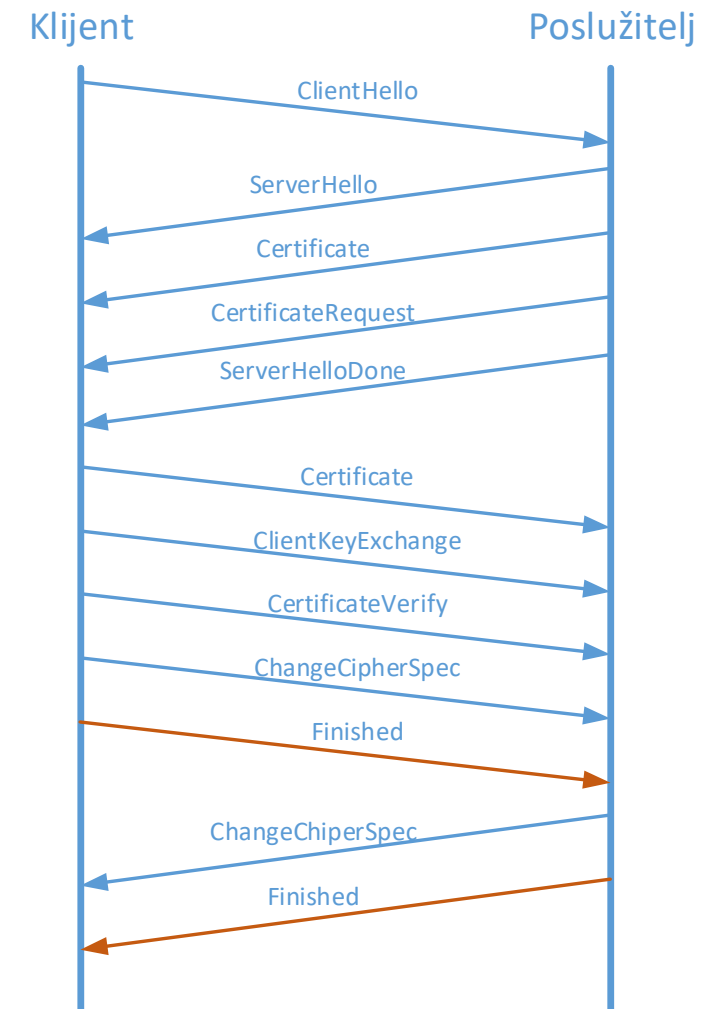 Klijent
Poslužitelj
ClientHello
ServerHello
Certificate
CertificateRequest
ServerHelloDone
Certificate
ClientKeyExchange
CertificateVerify
ChangeCipherSpec
Finished
ChangeChiperSpec
Finished